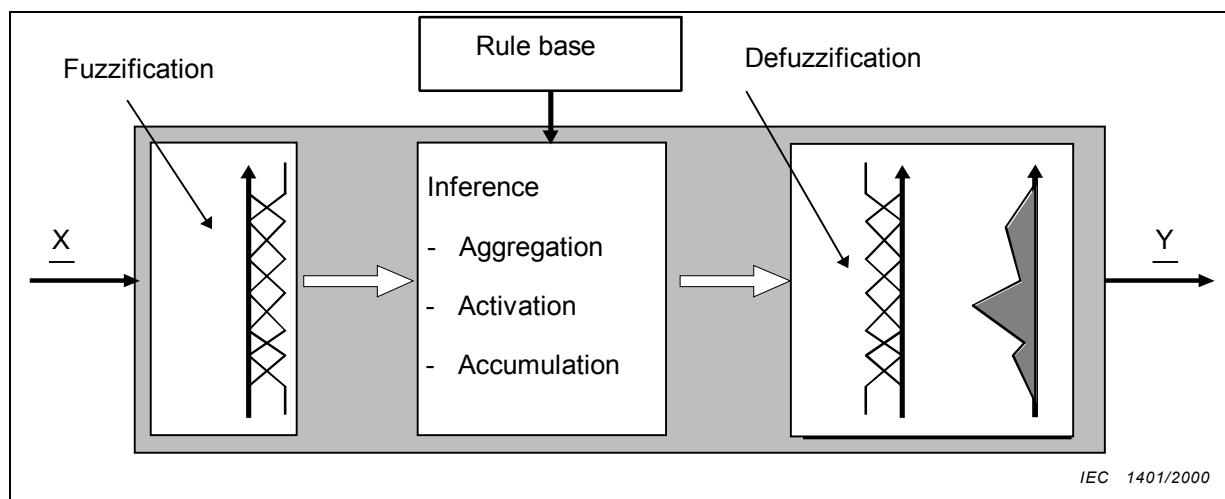 Rule base
Fuzzification
Defuzzification
X
Inference
- Aggregation
- Activation
- Accumulation
Y
IEC 1401/2000